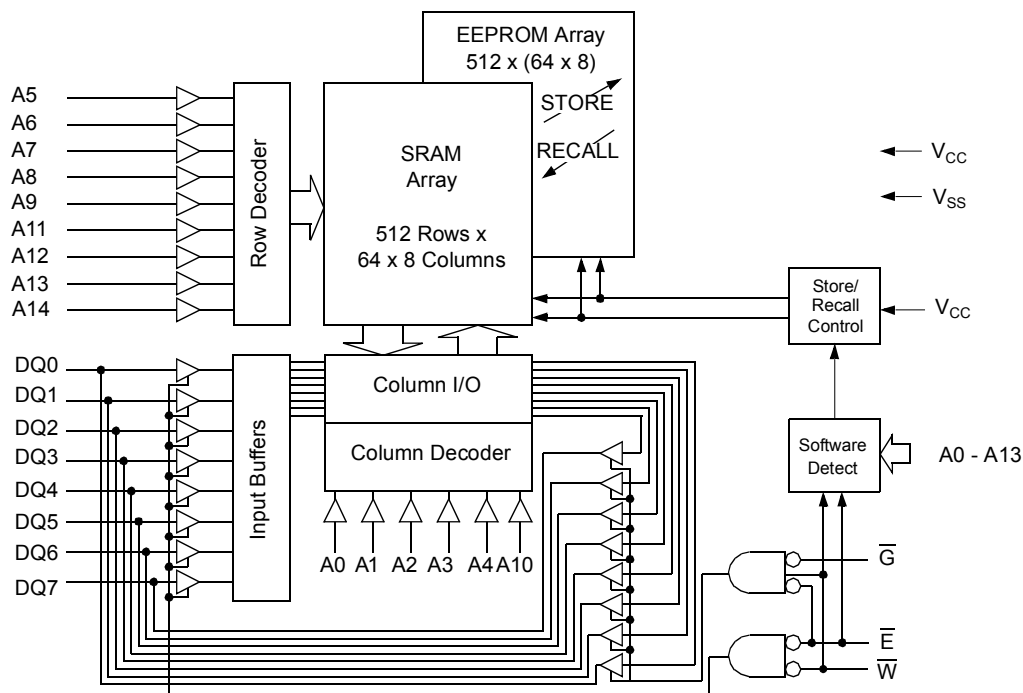 EEPROM Array
512 x (64 x 8)
STORE
RECALL
A5
A6
A7
A8
A9
A11
A12
A13
A14
Row Decoder
SRAM
Array
512 Rows x
64 x 8 Columns
VCC
VSS
Store/
Recall
Control
VCC
DQ0
DQ1
DQ2
DQ3
DQ4
DQ5
DQ6
DQ7
Input Buffers
Column I/O
Column Decoder
A0 A1 A2 A3 A4 A10
Software
Detect
A0 - A13
G̅
E̅
W̅